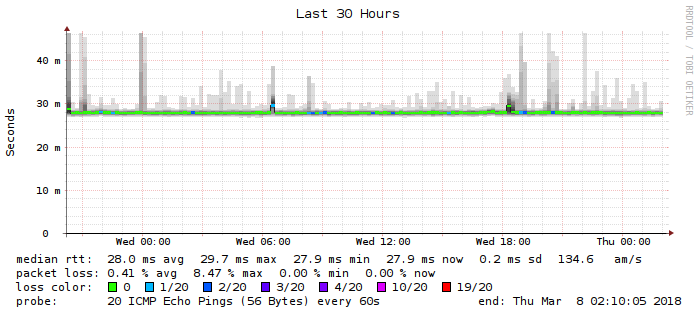 Last 30 Hours
RRDTOOL / TOBI OETIKER
Seconds
40 m
30 m
20 m
10 m
0
Wed 00:00 Wed 06:00 Wed 12:00 Wed 18:00 Thu 00:00
median rtt: 28.0 ms avg 29.7 ms max 27.9 ms min 27.9 ms now 0.2 ms sd 134.6 am/s
packet loss: 0.41 % avg 8.47 % max 0.00 % min 0.00 % now
loss color: 0 1/20 2/20 3/20 4/20 10/20 19/20
probe: 20 ICMP Echo Pings (56 Bytes) every 60s end: Thu Mar 8 02:10:05 2018